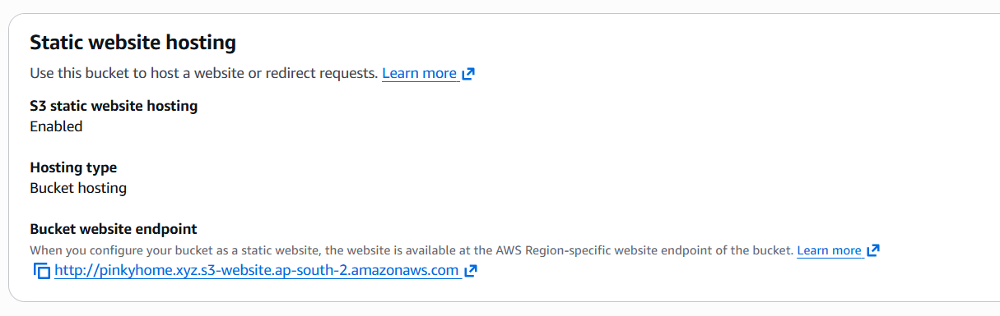 Static website hosting
Use this bucket to host a website or redirect requests. Learn more
S3 static website hosting
Enabled
Hosting type
Bucket hosting
Bucket website endpoint
When you configure your bucket as a static website, the website is available at the AWS Region-specific website endpoint of the bucket. Learn more
http://pinkyhome.xyz.s3-website.ap-south-2.amazonaws.com